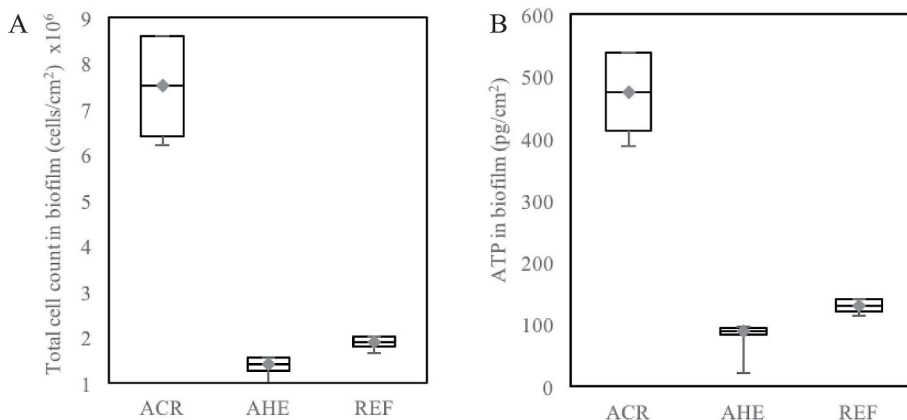 A
Total cell count in biofilm (cells/cm²) x10⁶
9
8
7
6
5
4
3
2
1
ACR AHE REF
B
ATP in biofilm (pg/cm²)
600
500
400
300
200
100
0
ACR AHE REF